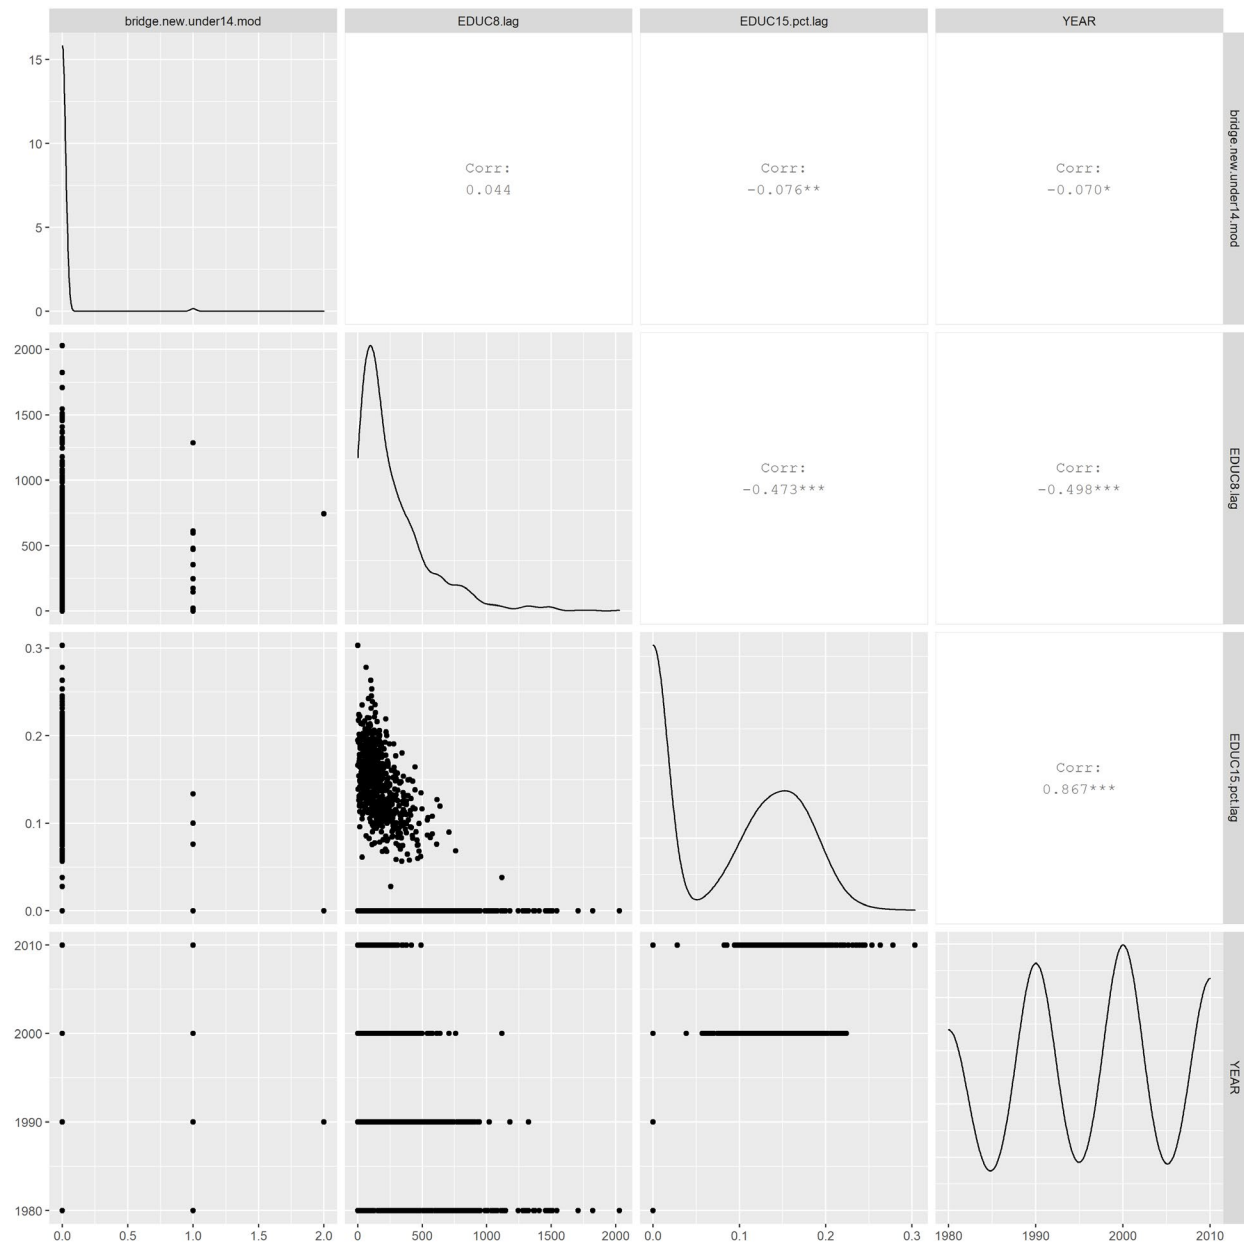 bridge.new.under14.mod
EDUC8.lag
EDUC15.pct.lag
YEAR
15
10
5
0
Corr:
0.044
Corr:
-0.076**
Corr:
-0.070*
bridge.new.under14.mod
2000
1500
1000
500
0
Corr:
-0.473***
Corr:
-0.498***
EDUC8.lag
0.3
0.2
0.1
0.0
Corr:
0.867***
EDUC15.pct.lag
2010
2000
1990
1980
YEAR
0.0 0.5 1.0 1.5 2.0
0 500 1000 1500 2000
0.0 0.1 0.2 0.3
1980 1990 2000 2010